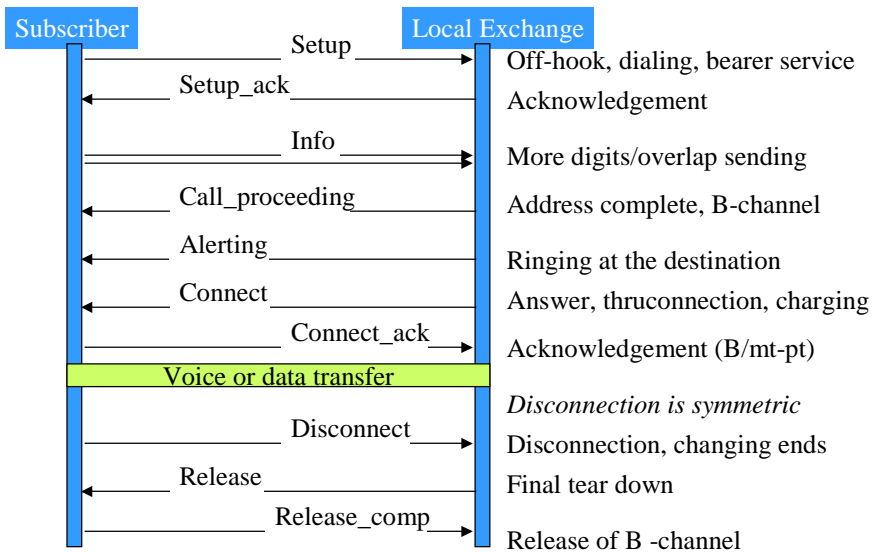 Subscriber Local Exchange
Setup
Off-hook, dialing, bearer service
Setup_ack
Acknowledgement
Info
More digits/overlap sending
Call_proceeding
Address complete, B-channel
Alerting
Ringing at the destination
Connect
Answer, thruconnection, charging
Connect_ack
Acknowledgement (B/mt-pt)
Voice or data transfer
Disconnection is symmetric
Disconnect
Disconnection, changing ends
Release
Final tear down
Release_comp
Release of B -channel